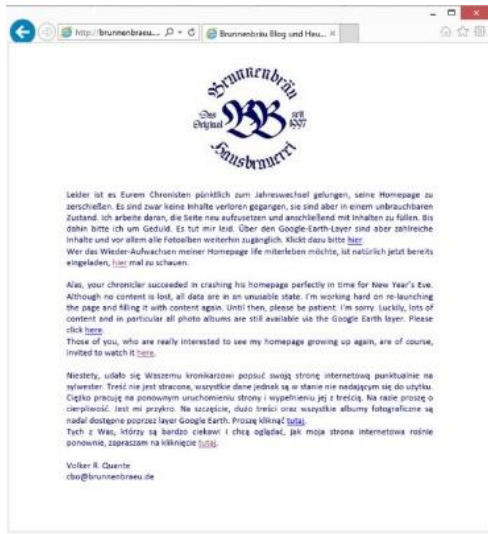 http://brunnenbraeu...
Brunnenbräu Blog und Hau...
Brunnenbräu
Das Original
BB
seit 1997
Hausbrauerei
Leider ist es Eurem Chronisten pünktlich zum Jahreswechsel gelungen, seine Homepage zu
zerschießen. Es sind zwar keine Inhalte verloren gegangen, sie sind aber in einem unbrauchbaren
Zustand. Ich arbeite daran, die Seite neu aufzusetzen und anschließend mit Inhalten zu füllen. Bis
dahin bitte ich um Geduld. Es tut mir leid. Über den Google-Earth-Layer sind aber zahlreiche
Inhalte und vor allem alle Fotoalben weiterhin zugänglich. Klickt dazu bitte hier.
Wer das Wieder-Aufwachsen meiner Homepage life miterleben möchte, ist natürlich jetzt bereits
eingeladen, hier mal zu schauen.
Alas, your chronicler succeeded in crashing his homepage perfectly in time for New Year's Eve.
Although no content is lost, all data are in an unusable state. I'm working hard on re-launching
the page and filling it with content again. Until then, please be patient. I'm sorry. Luckily, lots of
content and in particular all photo albums are still available via the Google Earth layer. Please
click here.
Those of you, who are really interested to see my homepage growing up again, are of course,
invited to watch it here.
Niestety, udało się Waszemu kronikarzowi popsuć swoją stronę internetową punktualnie na
sylwester. Treść nie jest stracona, wszystkie dane jednak są w stanie nie nadającym się do użytku.
Ciężko pracuję na ponownym uruchomieniu strony i wypełnieniu jej z treścią. Na razie proszę o
cierpliwość. Jest mi przykro. Na szczęście, dużo treści oraz wszystkie albumy fotograficzne są
nadal dostępne poprzez layer Google Earth. Proszę kliknąć tutaj.
Tych z Was, którzy są bardzo ciekawi i chcą oglądać, jak moja strona internetowa rośnie
ponownie, zapraszam na kliknięcie tutaj.
Volker R. Quante
cbo@brunnenbraeu.de